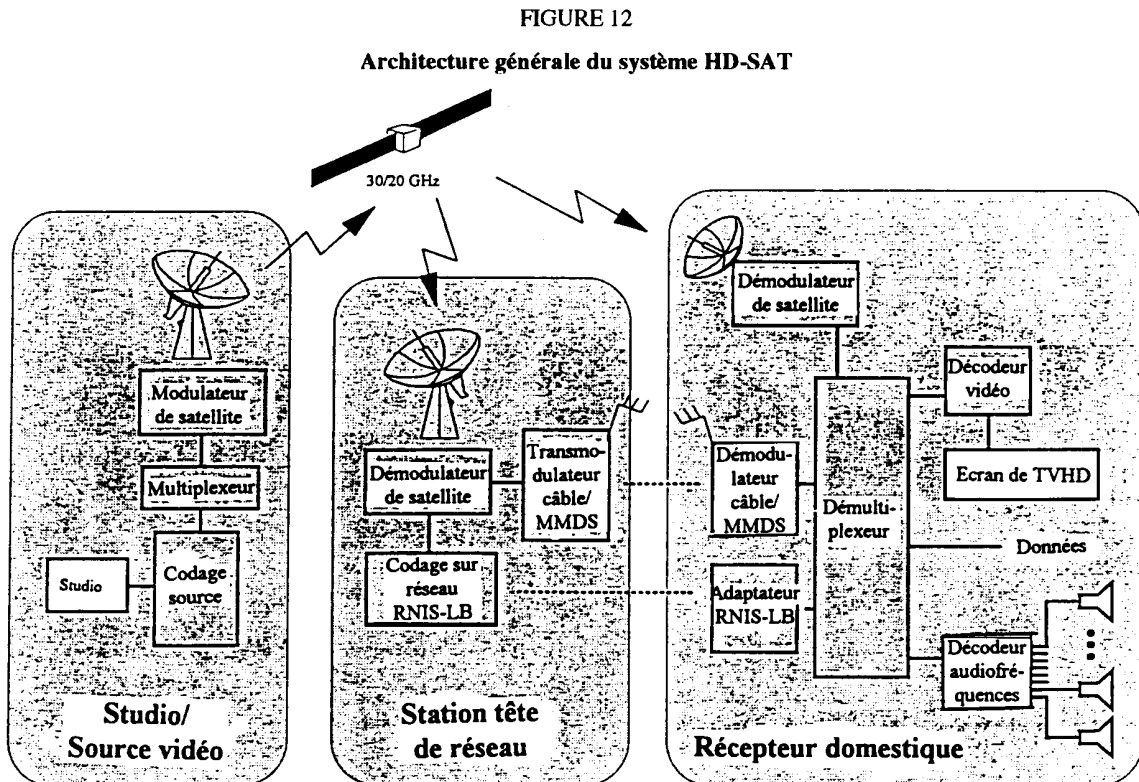 FIGURE 12
Architecture générale du système HD-SAT
30/20 GHz
Modulateur
de satellite
Multiplexeur
Studio
Codage
source
Studio/
Source vidéo
Démodulateur
de satellite
Transmo-
dulateur
câble/
MMDS
Codage sur
réseau
RNIS-LB
Station tête
de réseau
Démodulateur
de satellite
Démodu-
lateur
câble/
MMDS
Adaptateur
RNIS-LB
Démulti-
plexeur
Décodeur
vidéo
Ecran de TVHD
Données
Décodeur
audiofré-
quences
Récepteur domestique